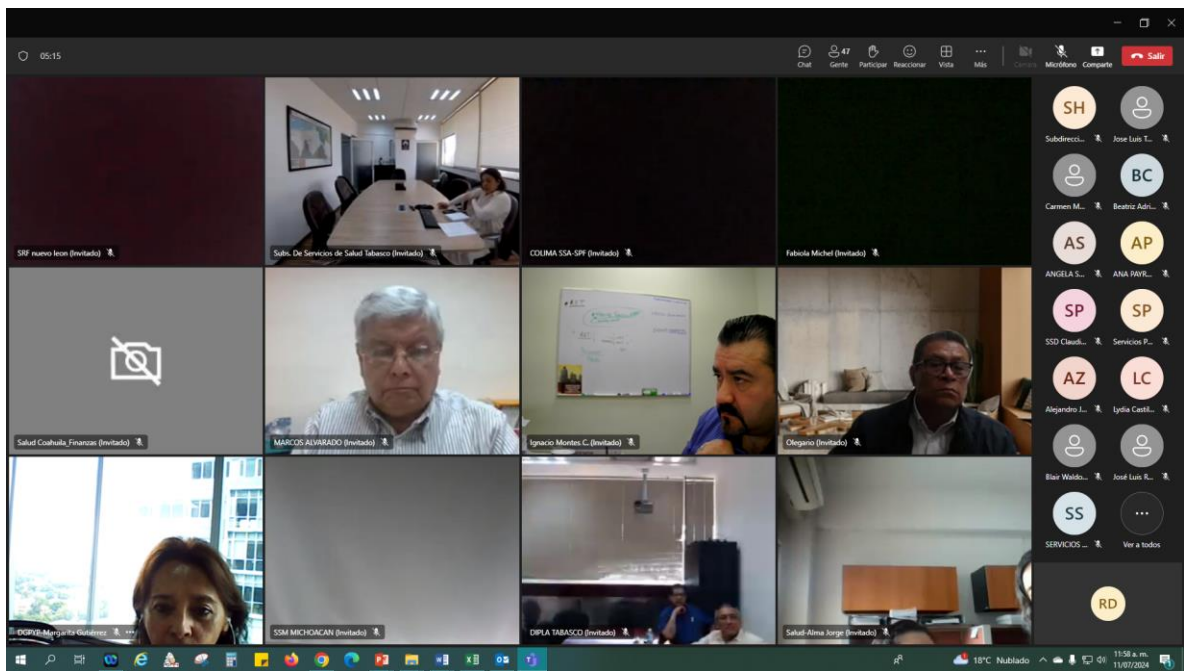 05:15
Chat
47
Gente
Participar
Reaccionar
Vista
Más
Cámara
Micrófono
Comparte
Salir
SRF nuevo leon (Invitado)
Subs. De Servicios de Salud Tabasco (Invitado)
COLIMA SSA-SPF (Invitado)
Fabiola Michel (Invitado)
Salud Coahuila_Finanzas (Invitado)
MARCOS ALVARADO (Invitado)
Ignacio Montes.C. (Invitado)
Olegario (Invitado)
DGPYP-Margarita Gutiérrez
SSM MICHOACAN (Invitado)
DIPLA TABASCO (Invitado)
Salud-Alma Jorge (Invitado)
SH
Subdirecci...
Jose Luis T...
BC
Carmen M...
Beatriz Adri...
AS
AP
ANGELA S...
ANA PAYR...
SP
SP
SSD Claudi...
Servicios P...
AZ
LC
Alejandro J...
Lydia Castil...
Blair Waldo...
José Luis R...
SS
SERVICIOS ...
Ver a todos
RD
18°C Nublado
11:58 a. m.
11/07/2024